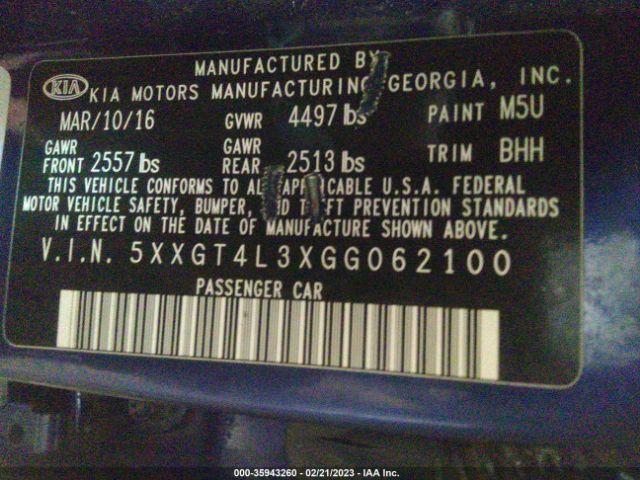 MANUFACTURED BY
KIA KIA MOTORS MANUFACTURING GEORGIA, INC.
MAR/10/16 GVWR 4497 lbs PAINT M5U
GAWR FRONT 2557 lbs GAWR REAR 2513 lbs TRIM BHH
THIS VEHICLE CONFORMS TO ALL APPLICABLE U.S.A. FEDERAL
MOTOR VEHICLE SAFETY, BUMPER, AND THEFT PREVENTION STANDARDS
IN EFFECT ON THE DATE OF MANUFACTURE SHOWN ABOVE.
V.I.N. 5XXGT4L3XGG062100
PASSENGER CAR
000-35943260 - 02/21/2023 - IAA Inc.